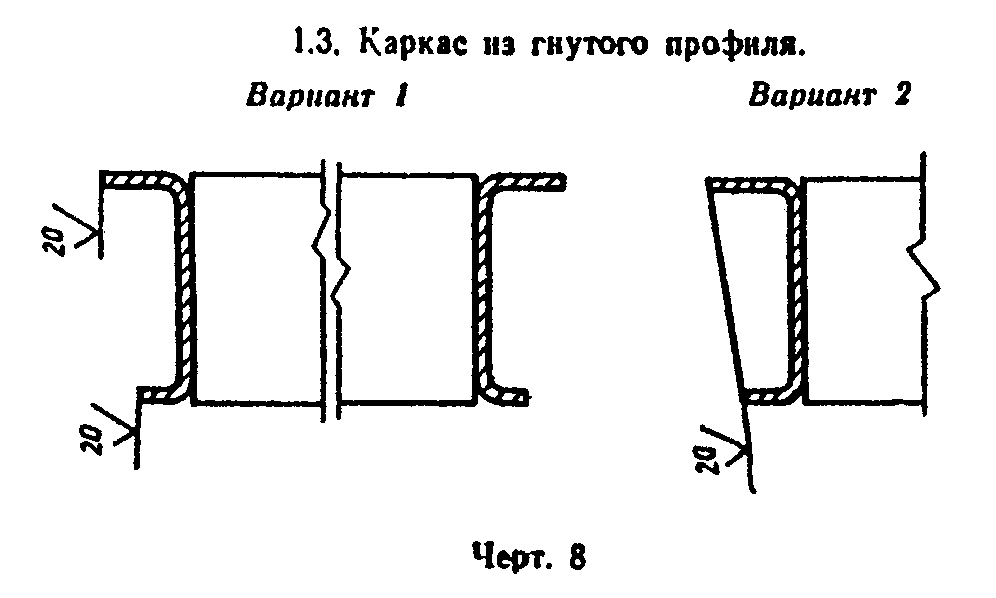 1.3. Каркас из гнутого профиля.
Вариант 1
Вариант 2
20
20
20
Черт. 8